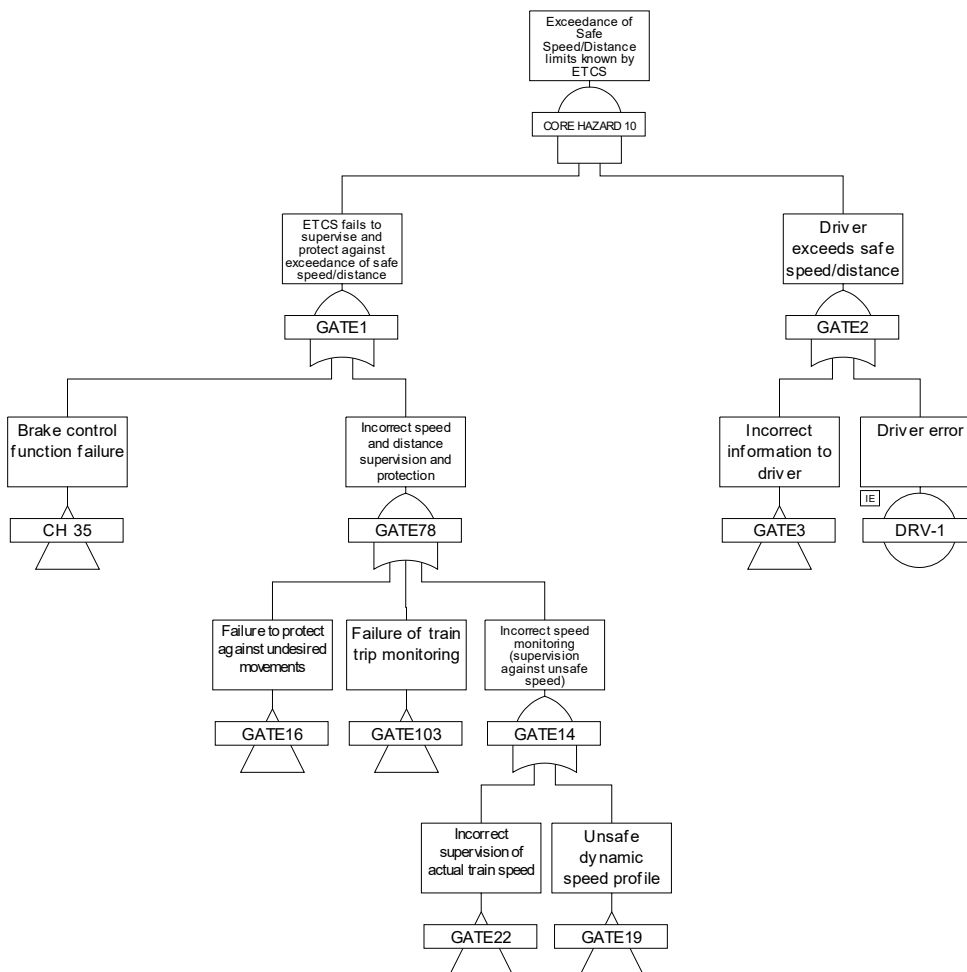 Exceedance of
Safe
Speed/Distance
limits known by
ETCS
CORE HAZARD 10
ETCS fails to
supervise and
protect against
exceedance of safe
speed/distance
GATE1
Driver
exceeds safe
speed/distance
GATE2
Brake control
function failure
CH 35
Incorrect speed
and distance
supervision and
protection
GATE78
Incorrect
information to
driver
GATE3
Driver error
IE
DRV-1
Failure to protect
against undesired
movements
GATE16
Failure of train
trip monitoring
GATE103
Incorrect speed
monitoring
(supervision
against unsafe
speed)
GATE14
Incorrect
supervision of
actual train speed
GATE22
Unsafe
dynamic
speed profile
GATE19